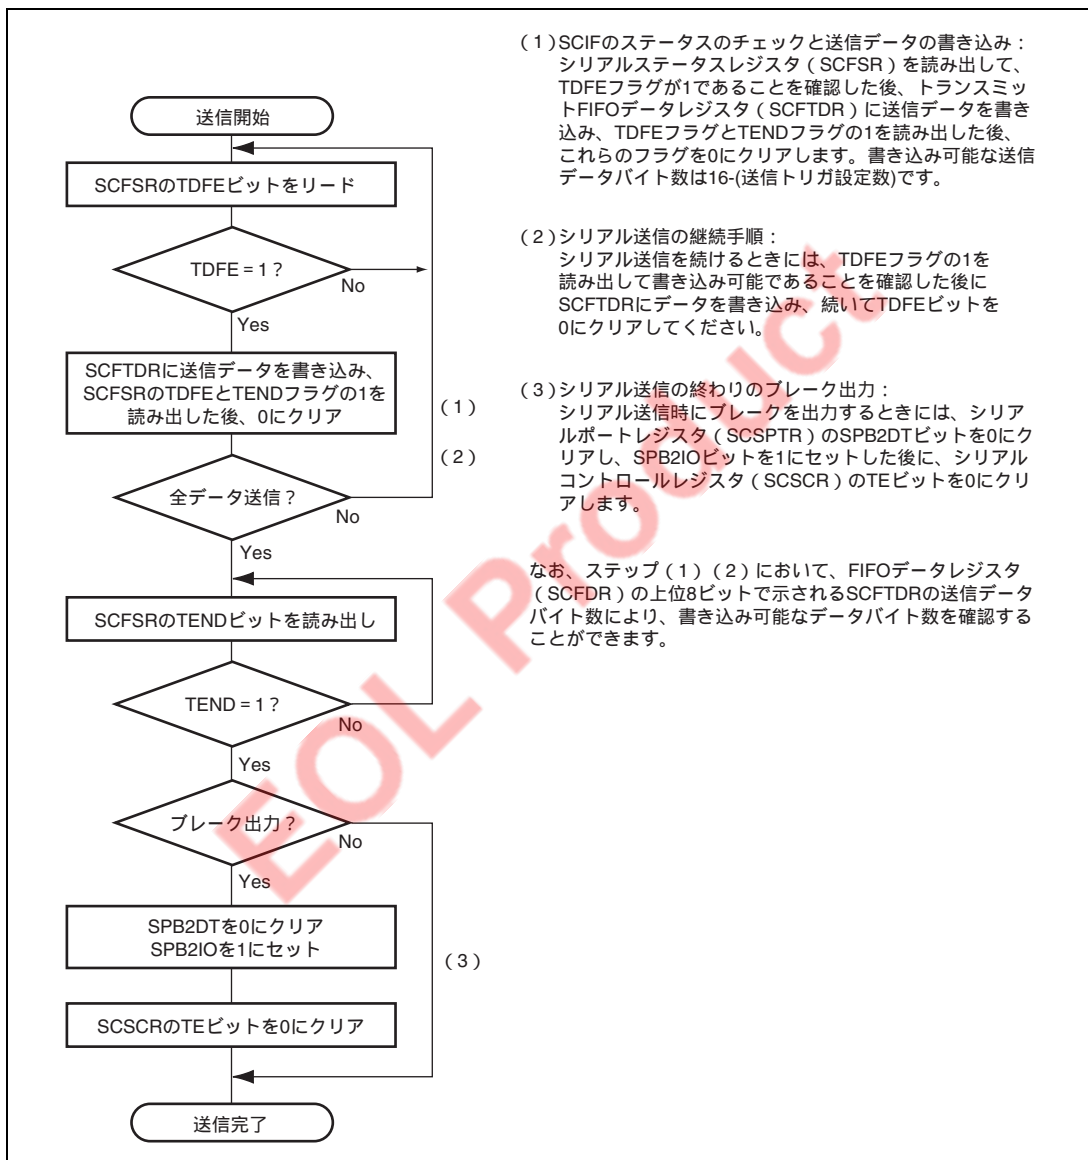 送信開始
SCFSRのTDFEビットをリード
TDFE = 1 ?
No
Yes
SCFTDRに送信データを書き込み、
SCFSRのTDFEとTENDフラグの1を
読み出した後、0にクリア
(1)
(2)
全データ送信?
No
Yes
SCFSRのTENDビットを読み出し
TEND = 1 ?
No
Yes
ブレーク出力?
No
Yes
SPB2DTを0にクリア
SPB2IOを1にセット
(3)
SCSCRのTEビットを0にクリア
送信完了
(1)SCIFのステータスのチェックと送信データの書き込み:
シリアルステータスレジスタ(SCFSR)を読み出して、
TDFEフラグが1であることを確認した後、トランスミッ
トFIFOデータレジスタ(SCFTDR)に送信データを書き
込み、TDFEフラグとTENDフラグの1を読み出した後、
これらのフラグを0にクリアします。書き込み可能な送信
データバイト数は16-(送信トリガ設定数)です。
(2)シリアル送信の継続手順:
シリアル送信を続けるときには、TDFEフラグの1を
読み出して書き込み可能であることを確認した後に
SCFTDRにデータを書き込み、続いてTDFEビットを
0にクリアしてください。
(3)シリアル送信の終わりのブレーク出力:
シリアル送信時にブレークを出力するときには、シリア
ルポートレジスタ(SCSPTR)のSPB2DTビットを0にク
リアし、SPB2IOビットを1にセットした後に、シリアル
コントロールレジスタ(SCSCR)のTEビットを0にクリ
アします。
なお、ステップ(1)(2)において、FIFOデータレジスタ
(SCFDR)の上位8ビットで示されるSCFTDRの送信データ
バイト数により、書き込み可能なデータバイト数を確認する
ことができます。
EOL Product